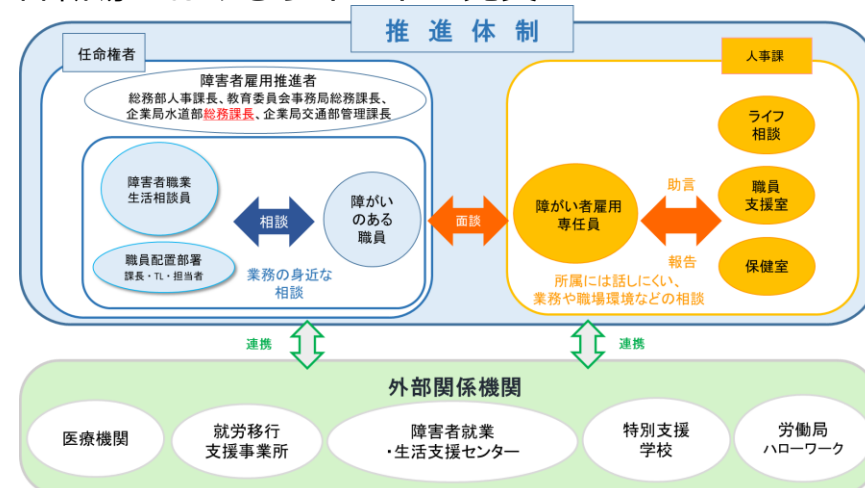 推 進 体 制
任命権者
障害者雇用推進者
総務部人事課長、教育委員会事務局総務課長、
企業局水道部総務課長、企業局交通部管理課長
障害者職業
生活相談員
職員配置部署
課長・TL・担当者
相談
業務の身近な
相談
障がい
のある
職員
面談
人事課
障がい者雇用
専任員
助言
報告
ライフ
相談
職員
支援室
保健室
所属には話しにくい、
業務や職場環境などの相談
連携
連携
外部関係機関
医療機関
就労移行
支援事業所
障害者就業
・生活支援センター
特別支援
学校
労働局
ハローワーク